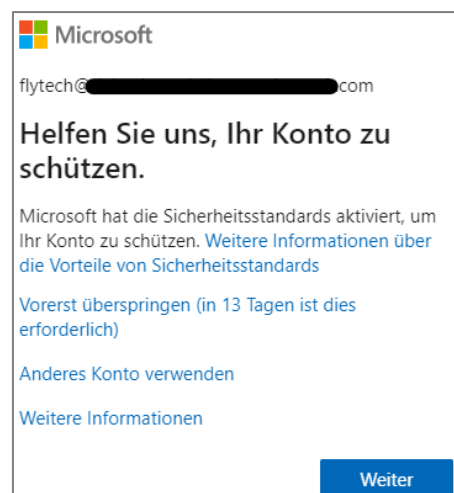 Microsoft
flytech@ com
Helfen Sie uns, Ihr Konto zu
schützen.
Microsoft hat die Sicherheitsstandards aktiviert, um
Ihr Konto zu schützen. Weitere Informationen über
die Vorteile von Sicherheitsstandards
Vorerst überspringen (in 13 Tagen ist dies
erforderlich)
Anderes Konto verwenden
Weitere Informationen
Weiter